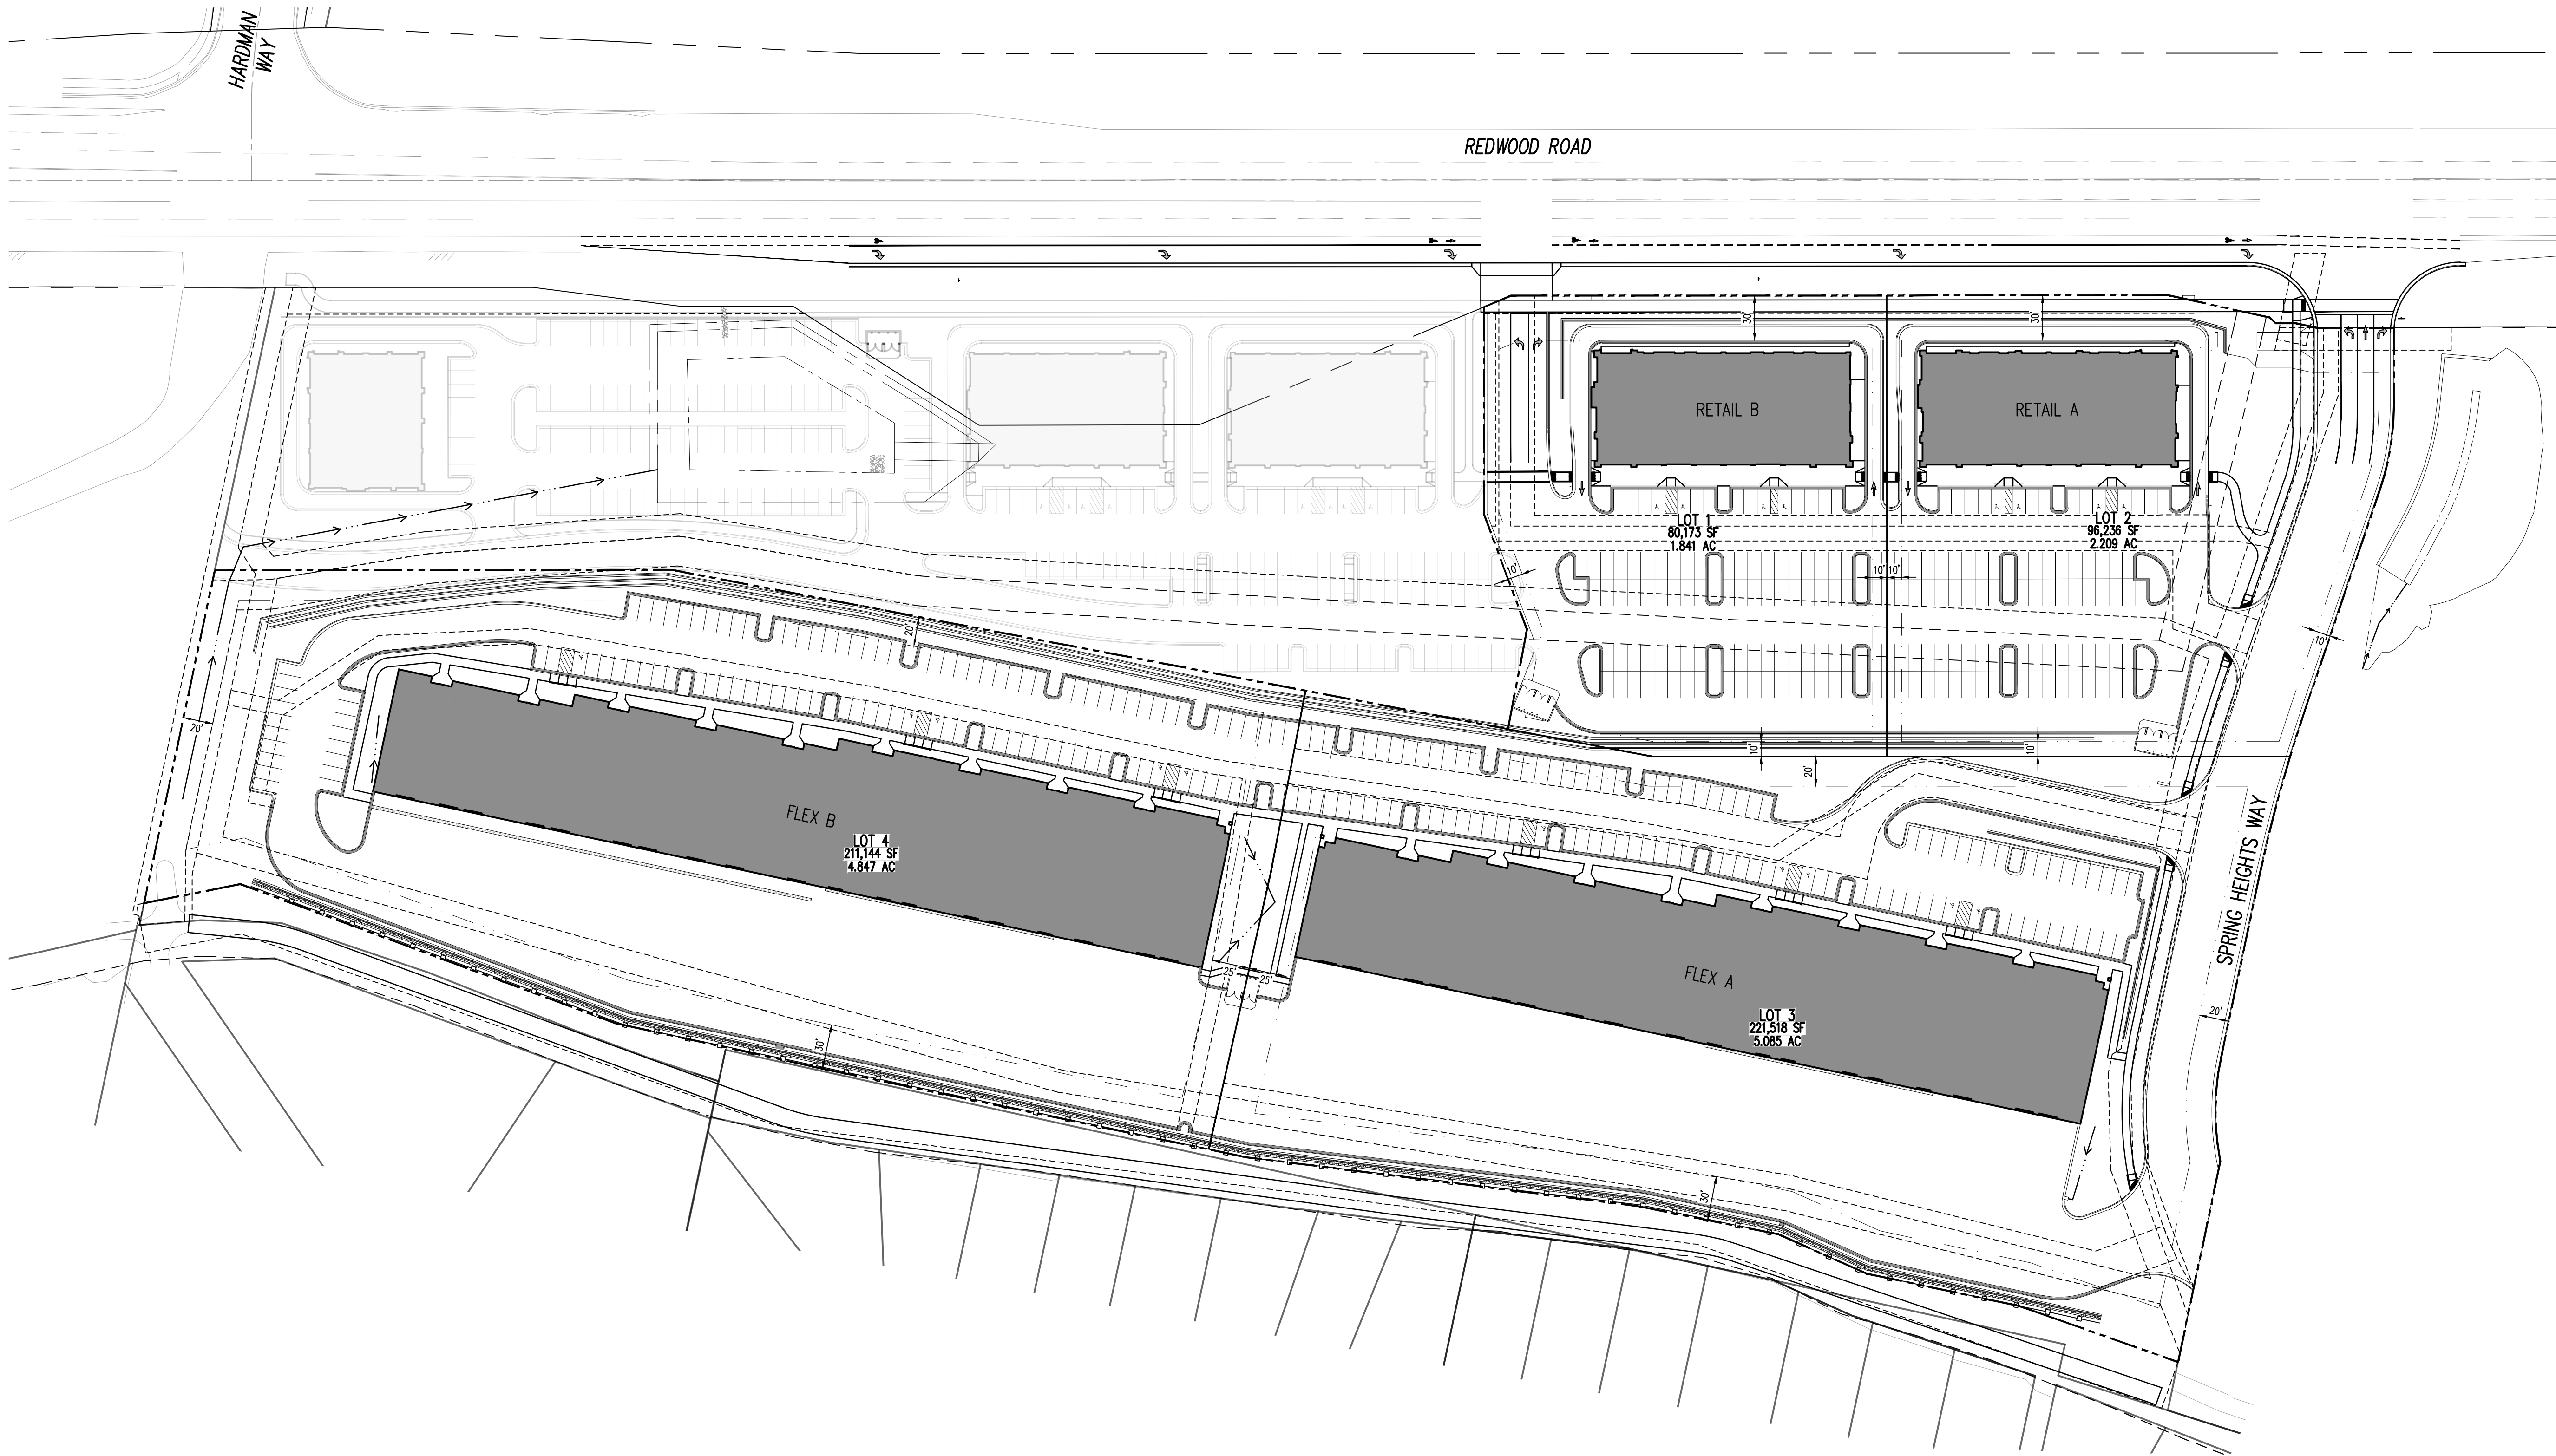 HARDMAN
WAY
REDWOOD ROAD
30'
30'
RETAIL B
RETAIL A
LOT 1
80,173 SF
1.841 AC
LOT 2
96,236 SF
2.209 AC
10'
10'
10'
20'
10'
20'
10'
10'
20'
FLEX B
LOT 4
211,144 SF
4.847 AC
SPRING HEIGHTS WAY
25'
25'
FLEX A
LOT 3
221,518 SF
5.085 AC
20'
30'
30'